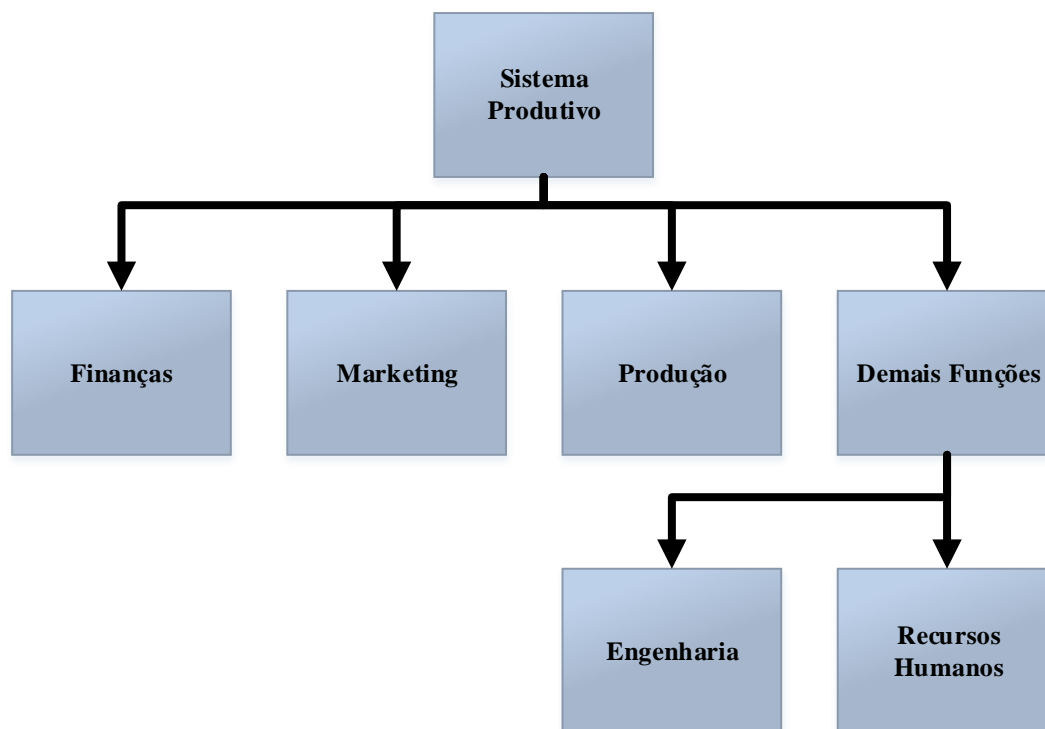 Sistema
Produtivo
Finanças
Marketing
Produção
Demais Funções
Engenharia
Recursos
Humanos